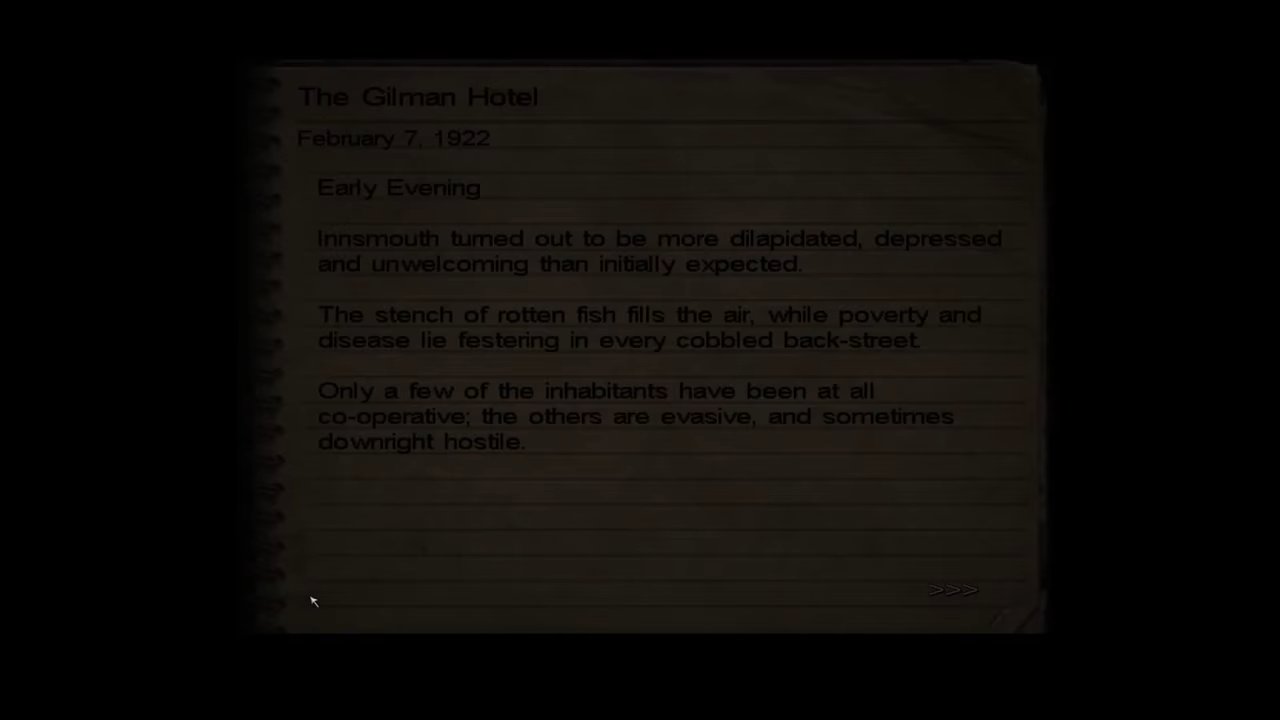 The Gilman Hotel
February 7, 1922
Early Evening
Innsmouth turned out to be more dilapidated, depressed
and unwelcoming than initially expected.
The stench of rotten fish fills the air, while poverty and
disease lie festering in every cobbled back-street.
Only a few of the inhabitants have been at all
co-operative; the others are evasive, and sometimes
downright hostile.
>>>